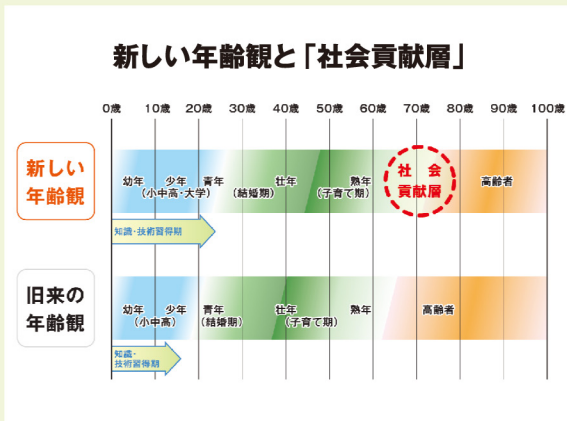 新しい年齢観と「社会貢献層」
0歳 10歳 20歳 30歳 40歳 50歳 60歳 70歳 80歳 90歳 100歳
新しい
年齢観
幼年 少年 青年 壮年 熟年 高齢者
(小中高・大学) (結婚期) (子育て期)
社会
貢献層
知識・技術習得期
旧来の
年齢観
幼年 少年 青年 壮年 熟年 高齢者
(小中高) (結婚期) (子育て期)
知識・
技術習得期